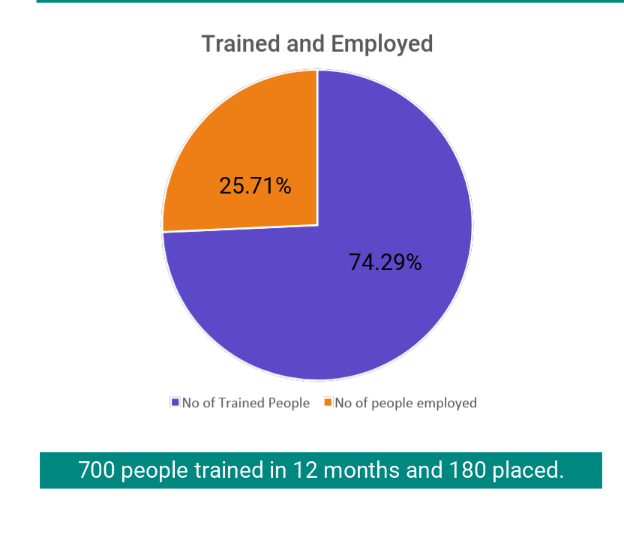 Trained and Employed
25.71%
74.29%
No of Trained People No of people employed
700 people trained in 12 months and 180 placed.